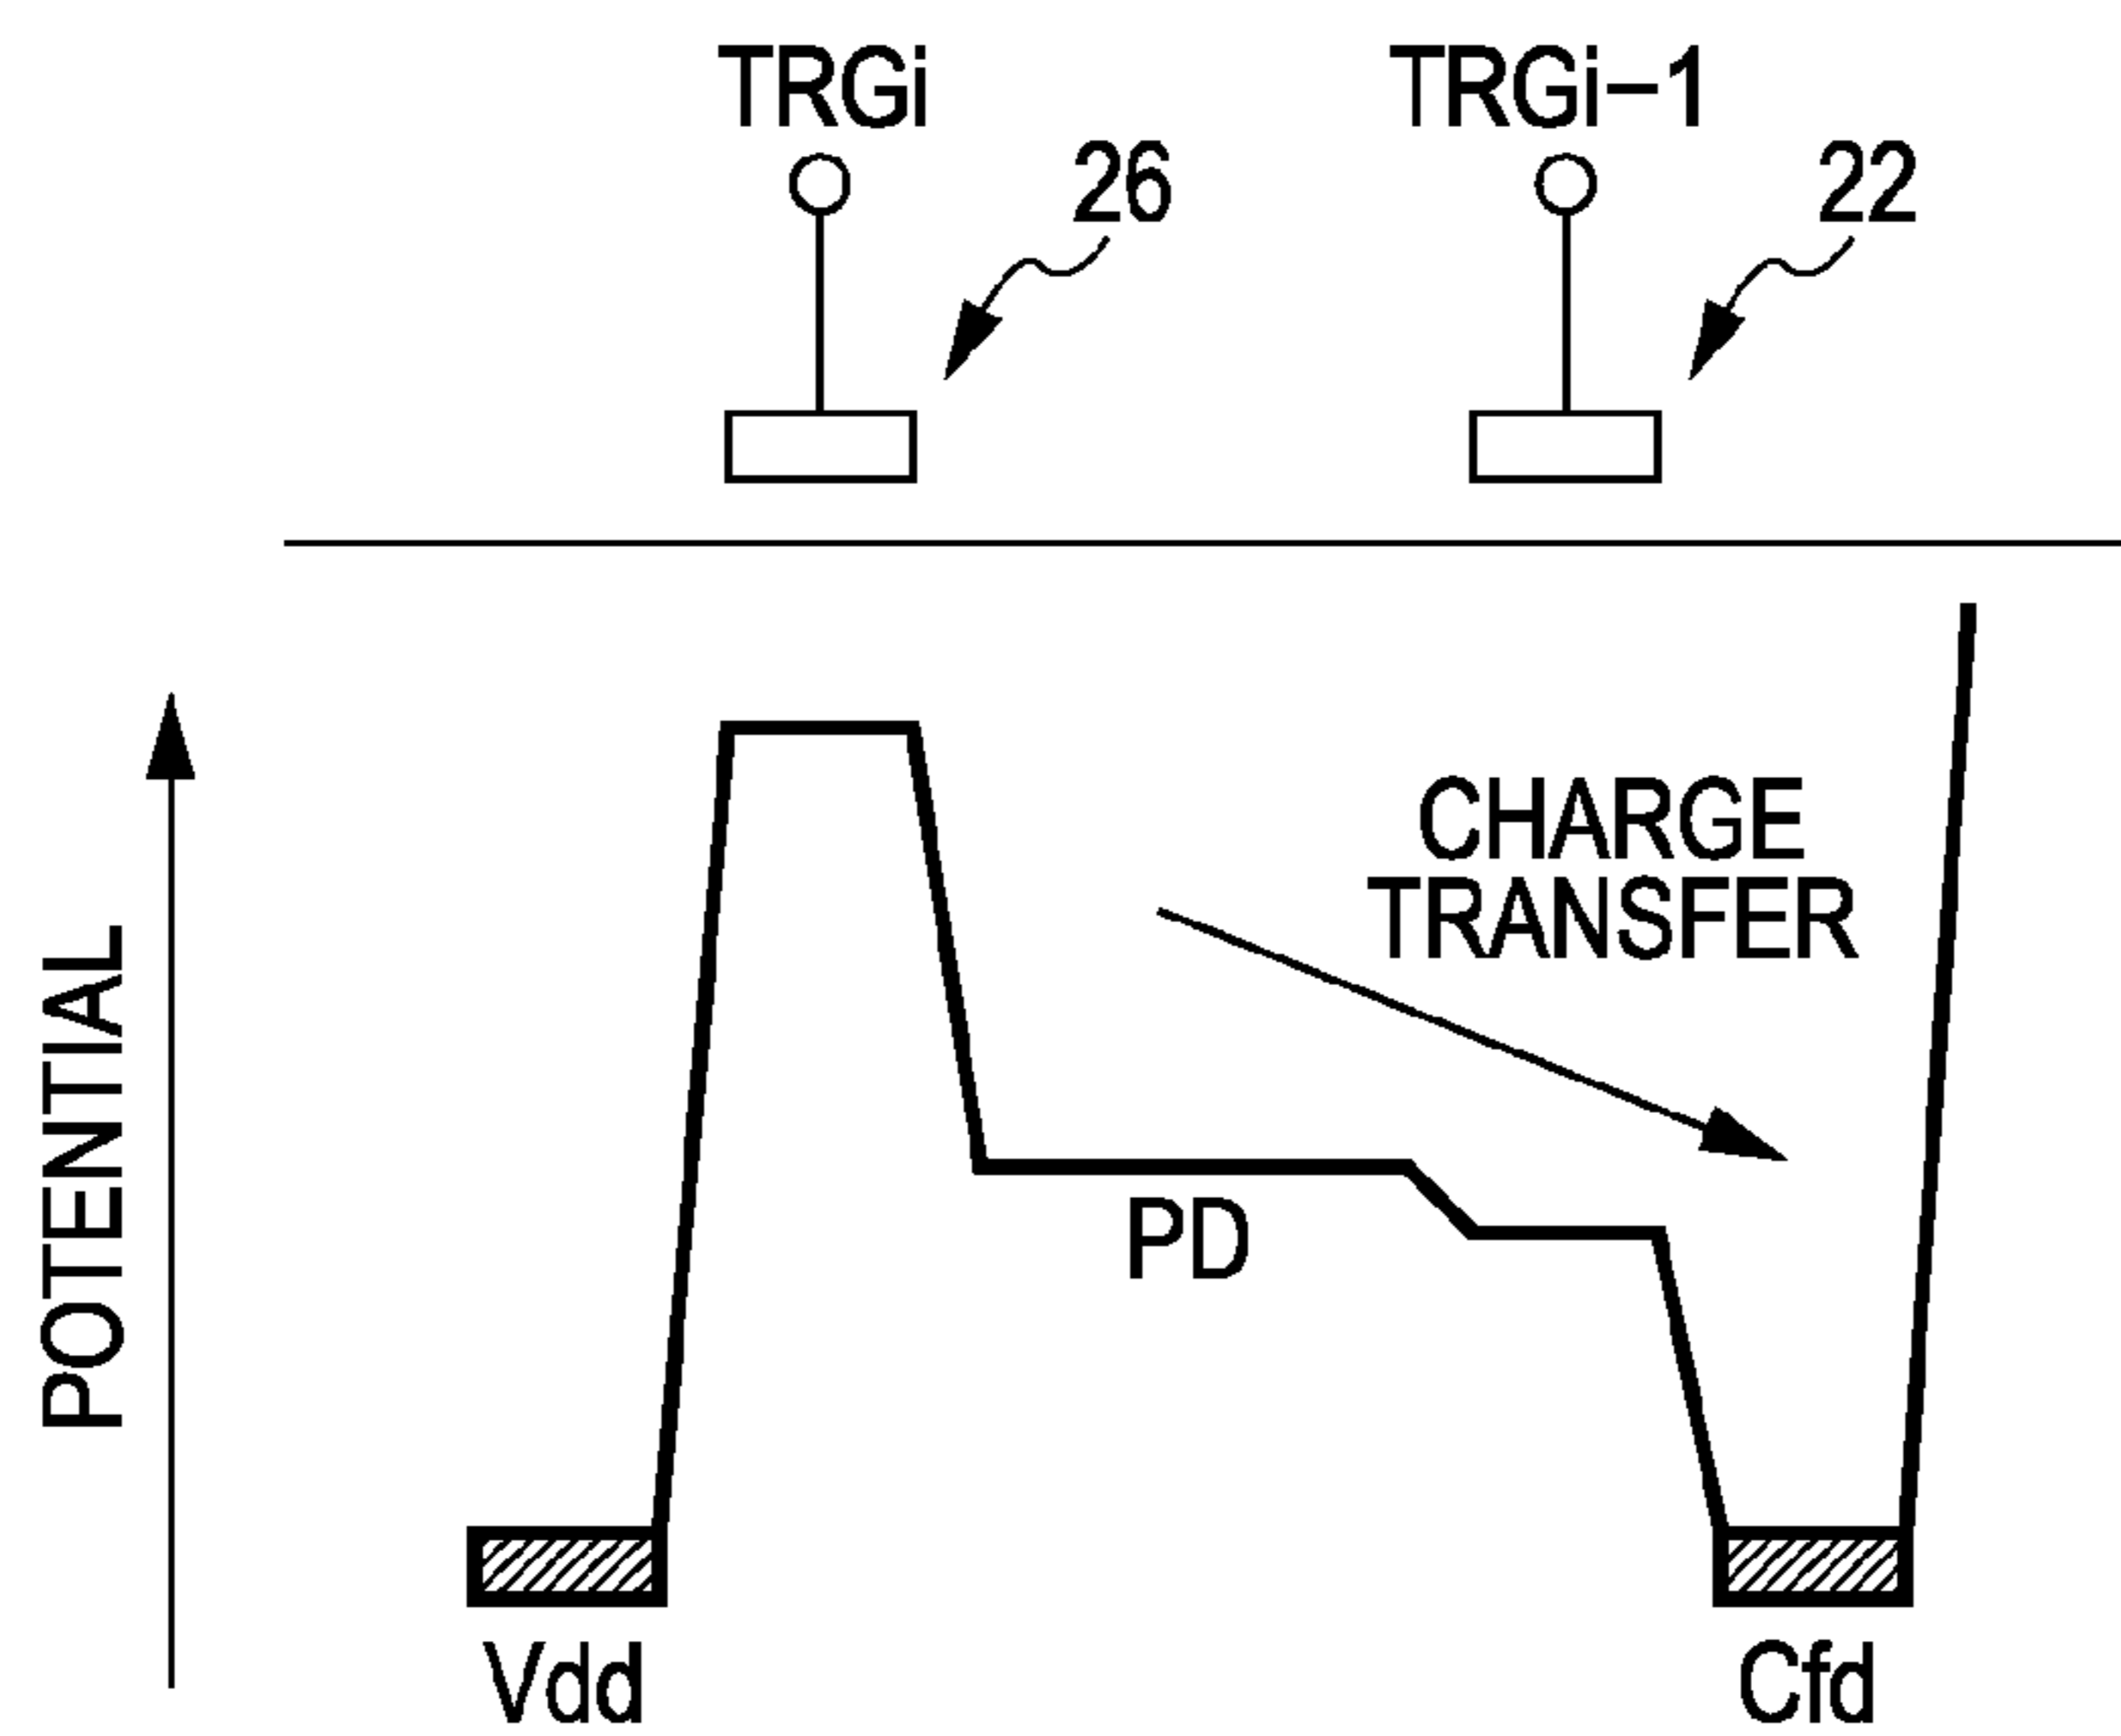 TRGi
TRGi−1
26
22
CHARGE
TRANSFER
POTENTIAL
PD
Vdd
Cfd